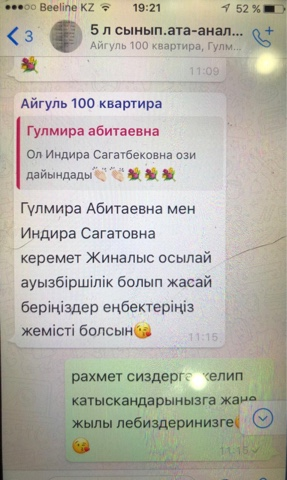 Beeline KZ 19:21 52 %
3 5 л сынып.ата-анал...
Айгуль 100 квартира, Гулм...
11:09
Айгуль 100 квартира
Гулмира абитаевна
Ол Индира Сагатбековна ози
дайындады👏🏻👏🏻💐💐💐
Гүлмира Абитаевна мен
Индира Сагатовна
керемет Жиналыс осылай
ауызбіршілік болып жасай
беріңіздер еңбектеріңіз
жемісті болсын😘
11:15
рахмет сиздерге келип
катыскандарынызга жане
жылы лебиздеринизге
😘 11:15